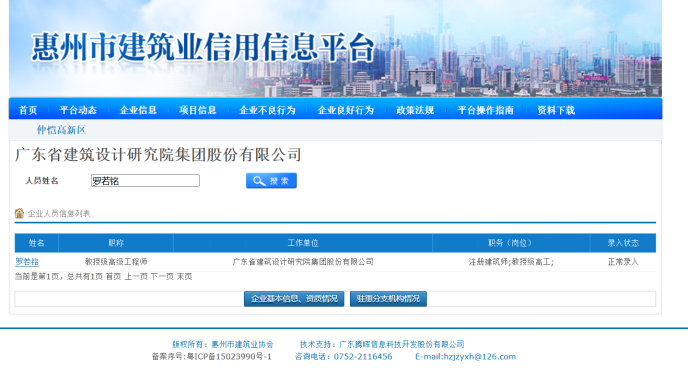 惠州市建筑业信用信息平台
首页 平台动态 企业信息 项目信息 企业不良行为 企业良好行为 政策法规 平台操作指南 资料下载
仲恺高新区
广东省建筑设计研究院集团股份有限公司
人员姓名 罗若铭 搜 索
企业人员信息列表
姓名 职称 工作单位 职务（岗位） 录入状态
罗若铭 教授级高级工程师 广东省建筑设计研究院集团股份有限公司 注册建筑师;教授级高工; 正常录入
当前是第1页，总共有1页 首页 上一页 下一页 末页
企业基本信息、资质情况 驻惠分支机构情况
版权所有：惠州市建筑业协会 技术支持：广东腾晖信息科技开发股份有限公司
备案序号:粤ICP备15023990号-1 咨询电话：0752-2116456 E-mail:hzjzyxh@126.com